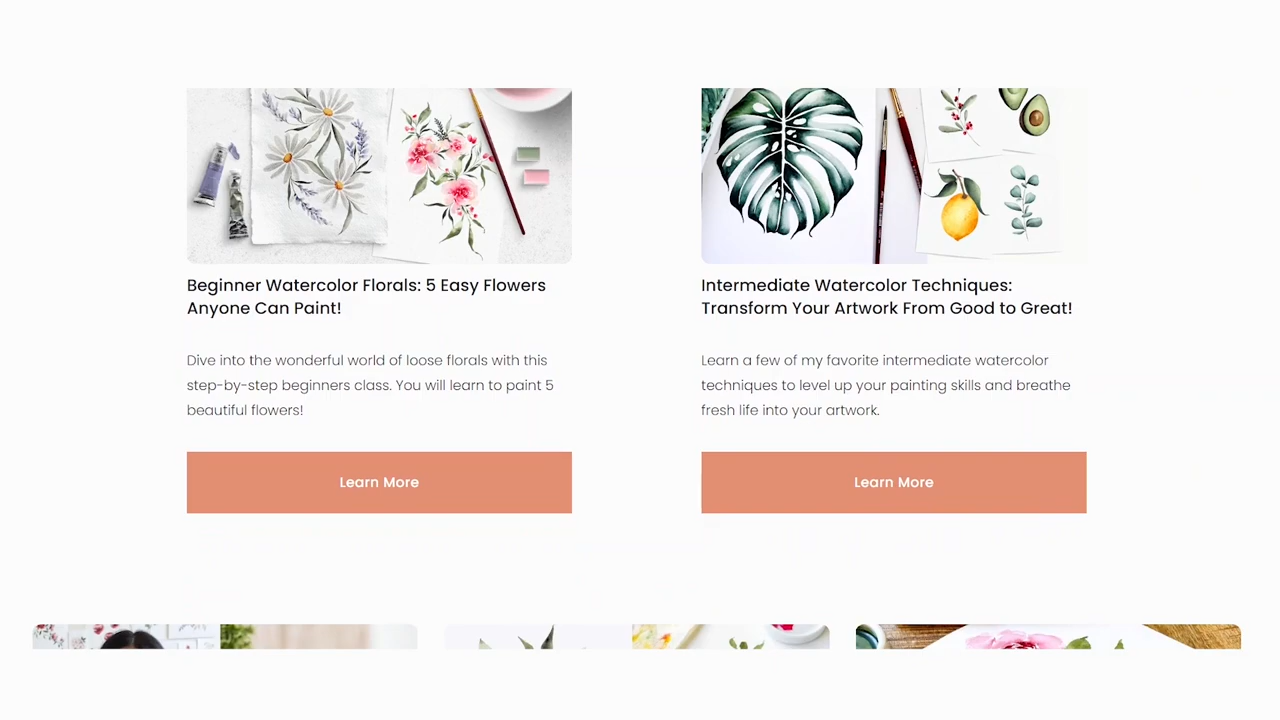 Beginner Watercolor Florals: 5 Easy Flowers
Anyone Can Paint!
Dive into the wonderful world of loose florals with this
step-by-step beginners class. You will learn to paint 5
beautiful flowers!
Learn More
Intermediate Watercolor Techniques:
Transform Your Artwork From Good to Great!
Learn a few of my favorite intermediate watercolor
techniques to level up your painting skills and breathe
fresh life into your artwork.
Learn More